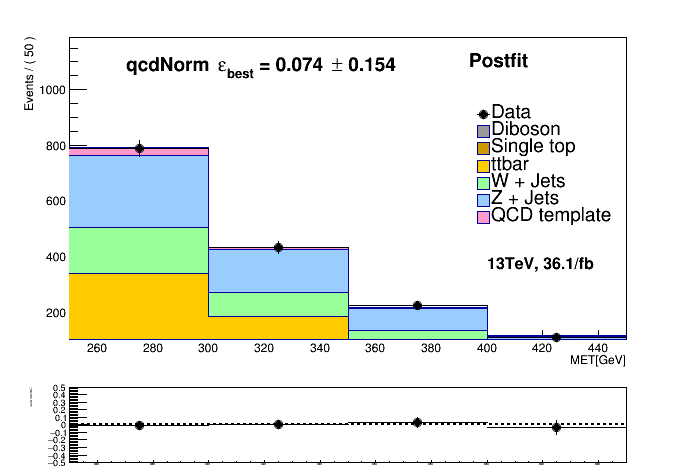 qcdNorm εbest = 0.074 ± 0.154
Postfit
Events / ( 50 )
1000
800
600
400
200
Data
Diboson
Single top
ttbar
W + Jets
Z + Jets
QCD template
13TeV, 36.1/fb
260 280 300 320 340 360 380 400 420 440
MET[GeV]
0.5
0.4
0.3
0.2
0.1
0
−0.1
−0.2
−0.3
−0.4
−0.5